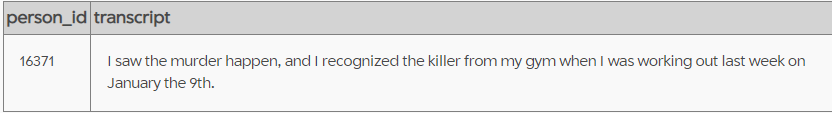 person_id transcript
16371 I saw the murder happen, and I recognized the killer from my gym when I was working out last week on
January the 9th.